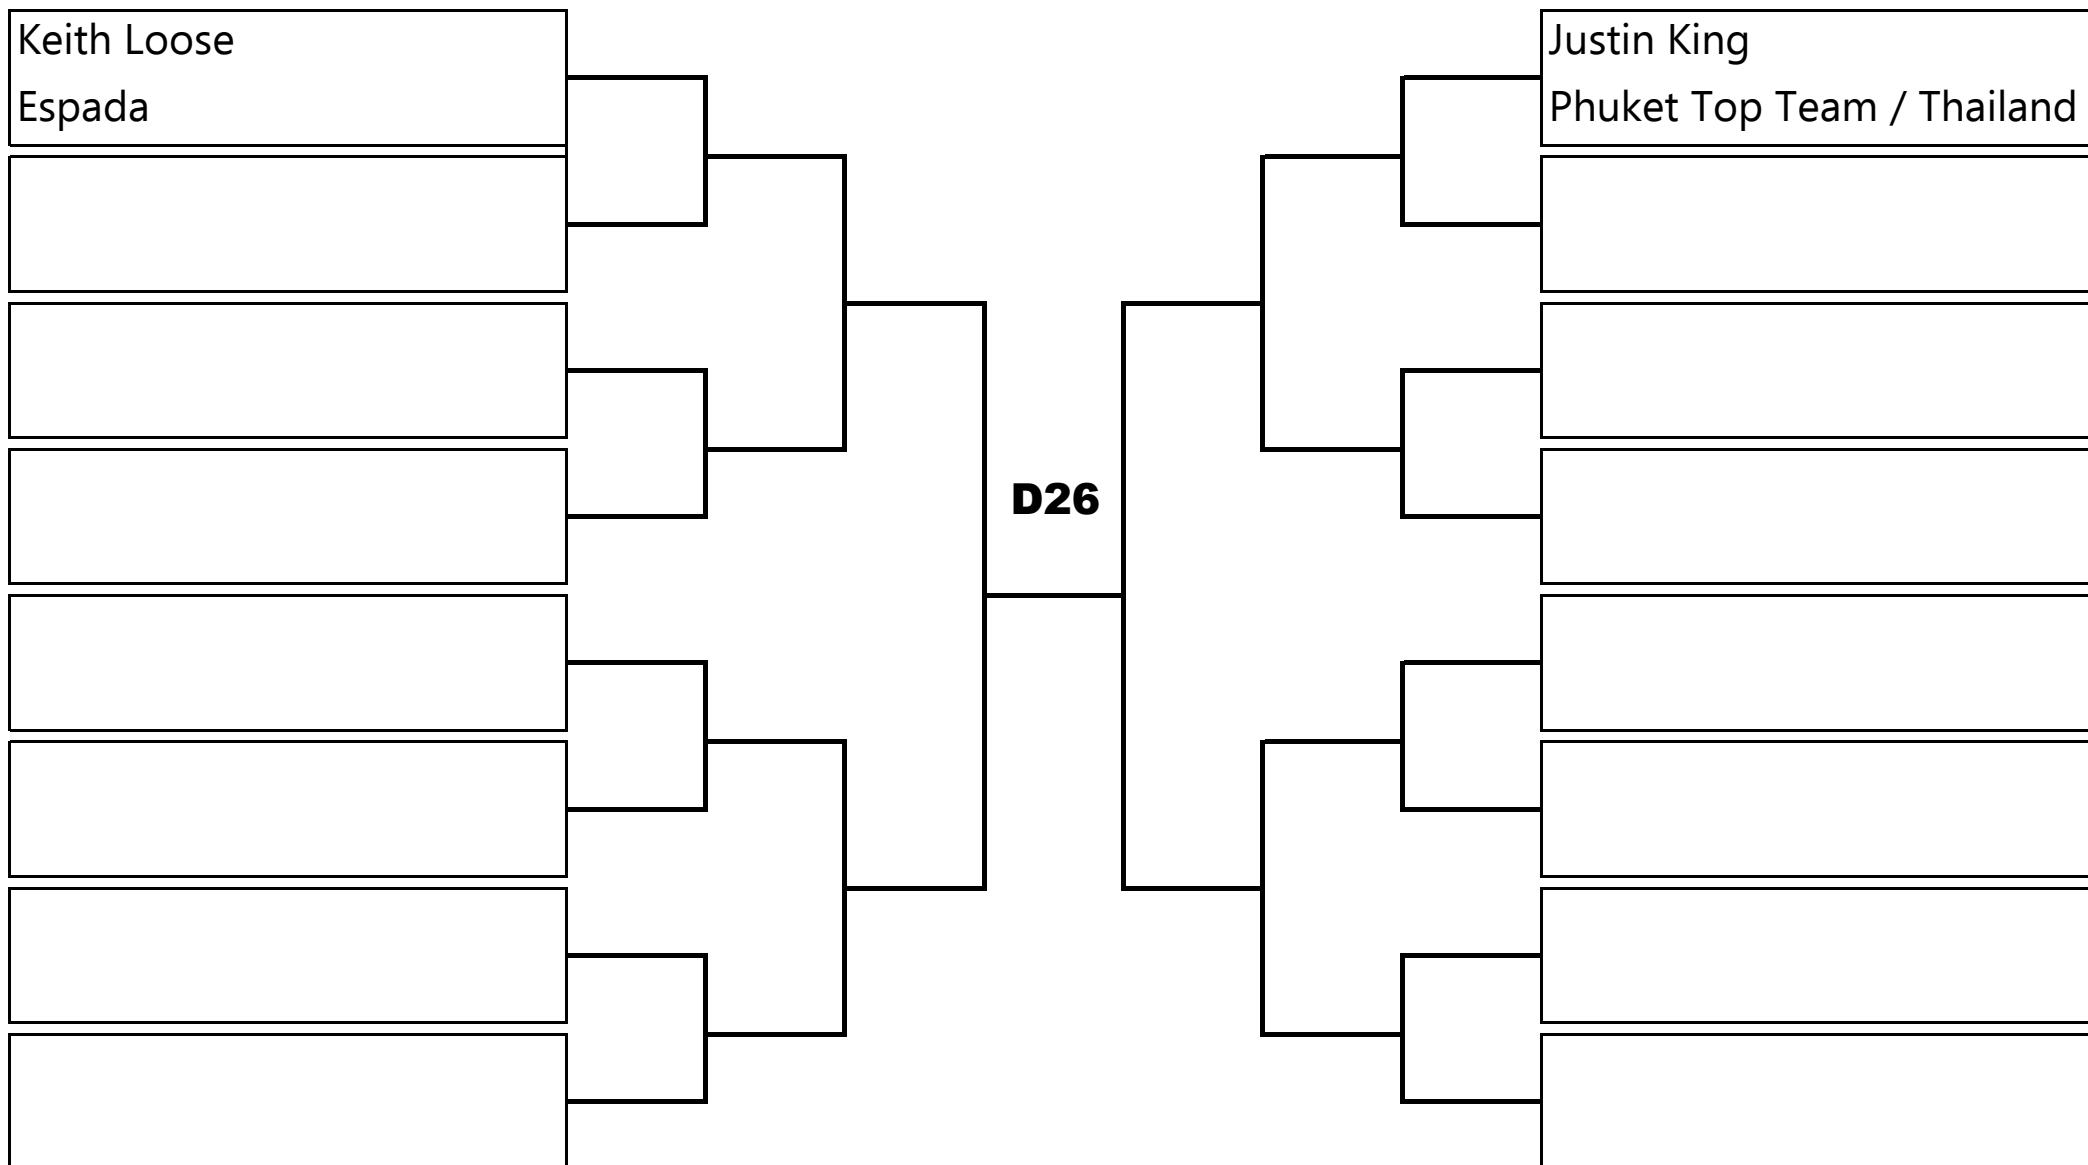 Keith Loose
Espada
Justin King
Phuket Top Team / Thailand
D26